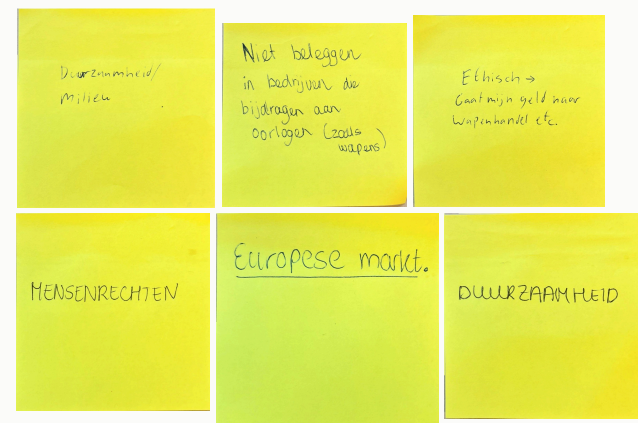 Duurzaamheid/
Milieu
Niet beleggen
in bedrijven die
bijdragen aan
oorlogen (zoals
wapens)
Ethisch →
Gaat mijn geld naar
wapenhandel etc.
MENSENRECHTEN
Europese markt.
DUURZAAMHEID